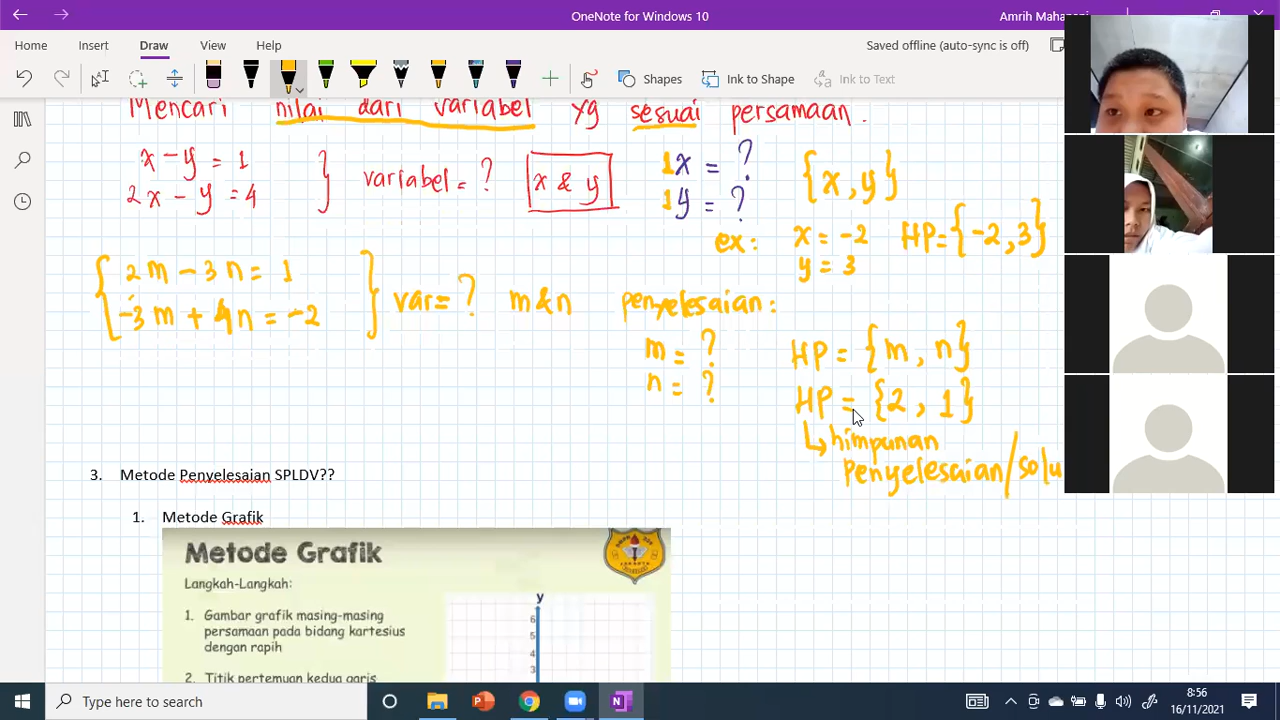 OneNote for Windows 10
Amrih Maha
Home Insert Draw View Help
Saved offline (auto-sync is off)
Shapes Ink to Shape Ink to Text
Mencari nilai dari variabel yg sesuai persamaan.
x - y = 1
2x - y = 4
variabel = ?
x & y
1x = ?
1y = ?
{x, y}
ex: x = -2
y = 3
HP = {-2, 3}
2m - 3n = 1
-3m + 4n = -2
var = ? m & n
penyelesaian:
m = ?
n = ?
HP = {m, n}
HP = {2, 1}
↳ himpunan
penyelesaian/solu
3. Metode Penyelesaian SPLDV??
1. Metode Grafik
Metode Grafik
Langkah-Langkah:
1. Gambar grafik masing-masing
persamaan pada bidang kartesius
dengan rapih
2. Titik pertemuan kedua garis
y
6
5
4
3
Type here to search
8:56
16/11/2021